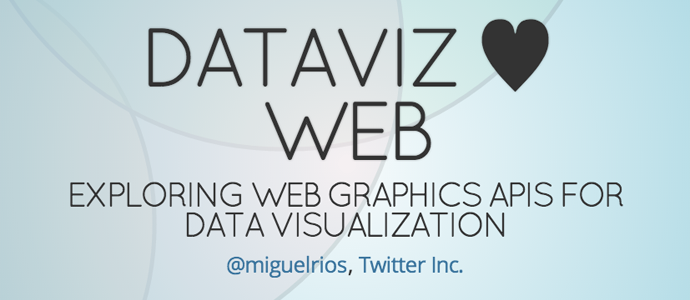 DATAVIZ ♥
WEB
EXPLORING WEB GRAPHICS APIS FOR
DATA VISUALIZATION
@miguelrios, Twitter Inc.